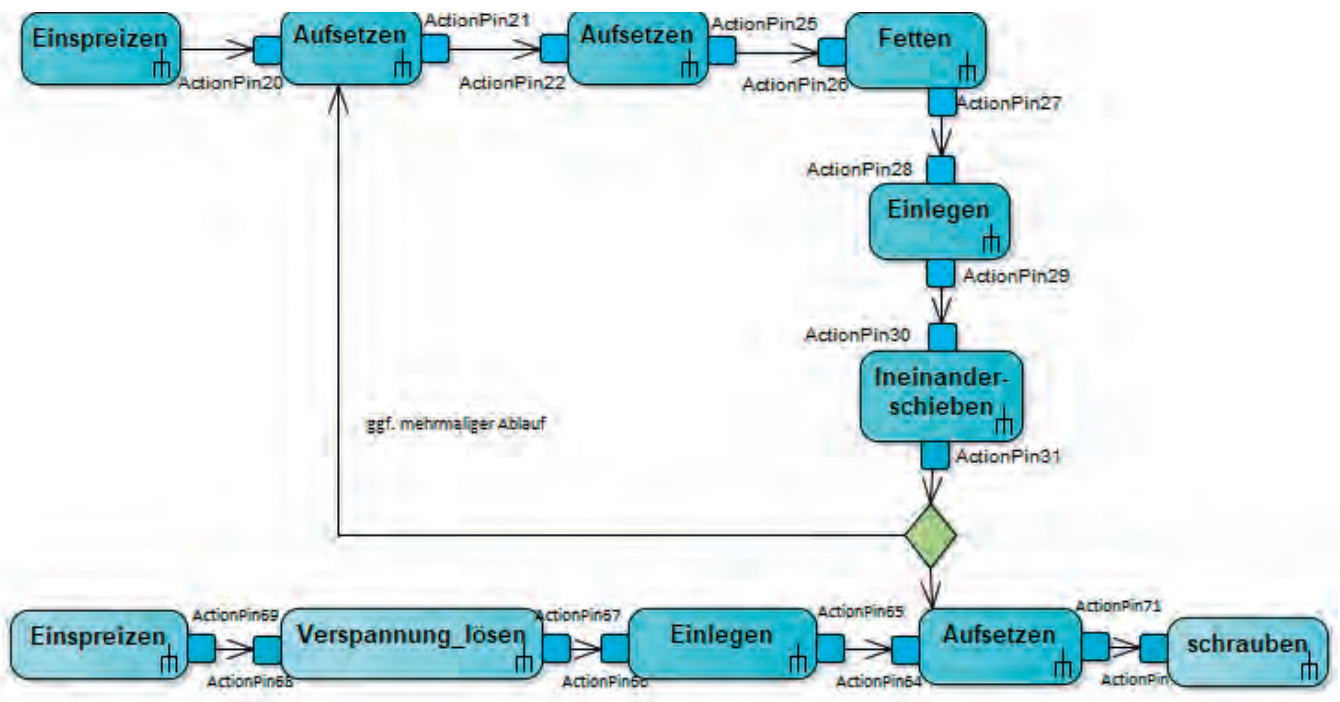 Einspreizen
Aufsetzen
ActionPin21
Aufsetzen
ActionPin25
Fetten
ActionPin20
ActionPin22
ActionPin26
ActionPin27
ActionPin28
Einlegen
ActionPin29
ActionPin30
Ineinander-
schieben
ggf. mehrmaliger Ablauf
ActionPin31
Einspreizen
ActionPin69
Verspannung_lösen
ActionPin67
Einlegen
ActionPin65
Aufsetzen
ActionPin71
schrauben
ActionPin68
ActionPin66
ActionPin64
ActionPin